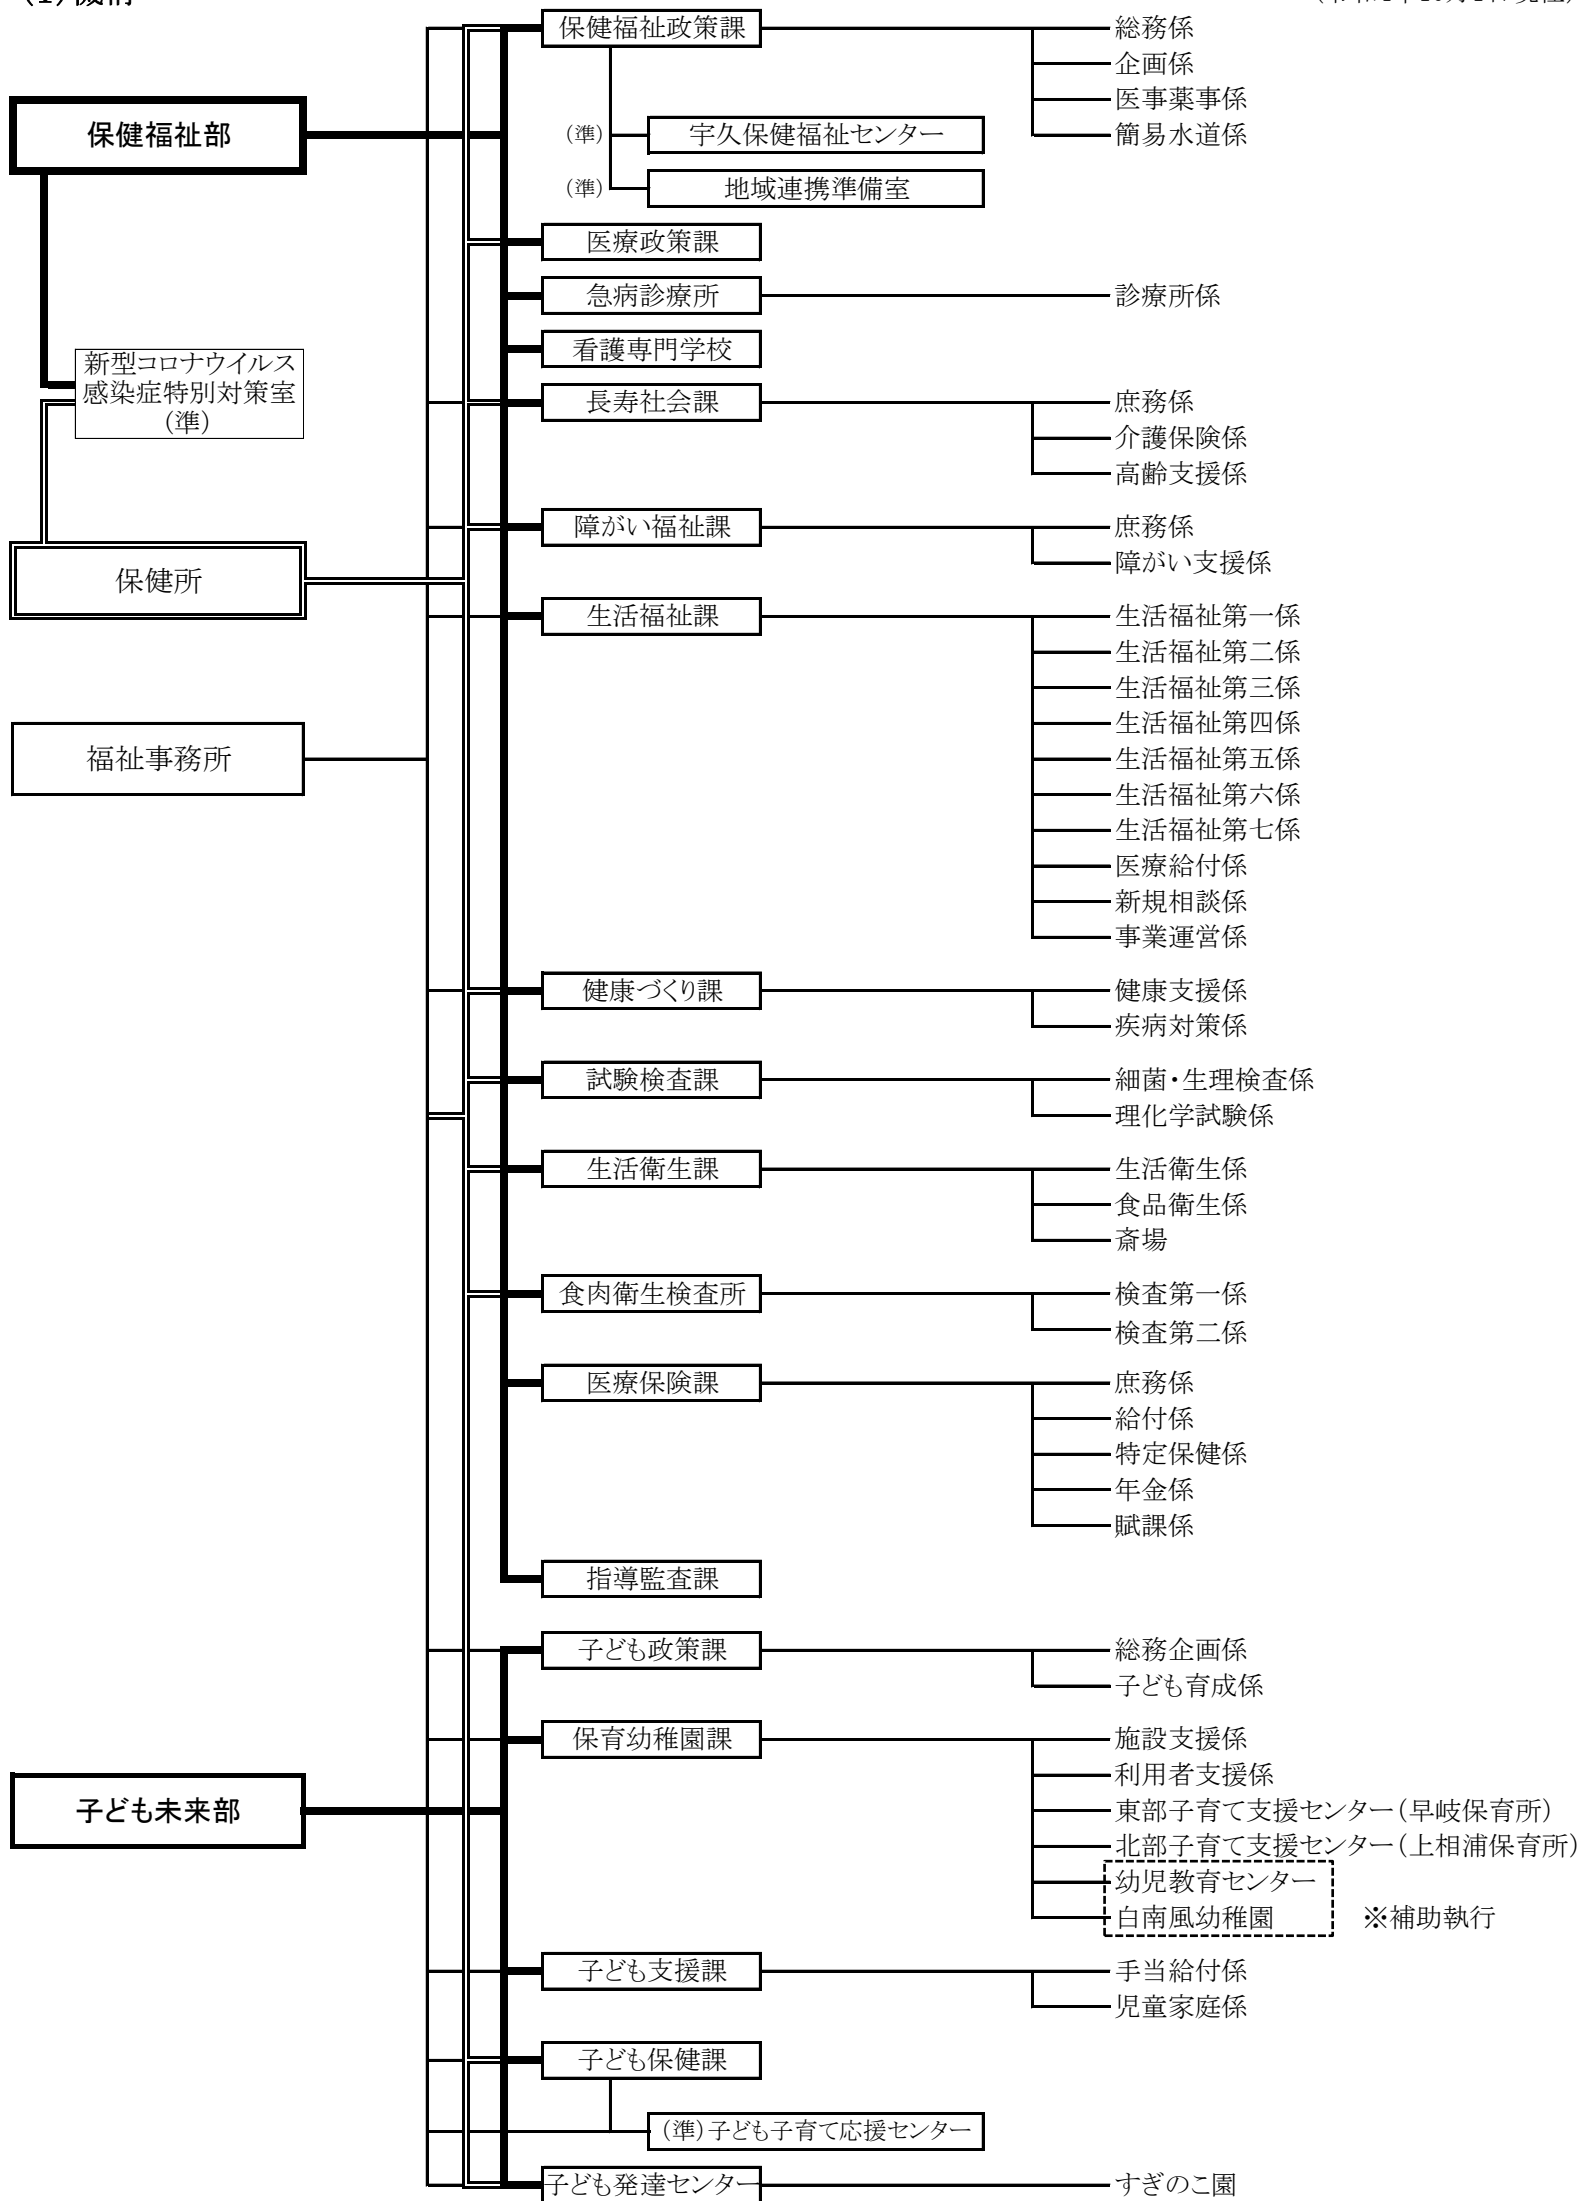 (1)機構
保健福祉政策課 総務係
企画係
医事薬事係
保健福祉部 (準) 宇久保健福祉センター 簡易水道係
(準) 地域連携準備室
医療政策課
急病診療所 診療所係
看護専門学校
新型コロナウイルス
感染症特別対策室
(準)
長寿社会課 庶務係
介護保険係
高齢支援係
障がい福祉課 庶務係
障がい支援係
保健所
生活福祉課 生活福祉第一係
生活福祉第二係
生活福祉第三係
生活福祉第四係
福祉事務所 生活福祉第五係
生活福祉第六係
生活福祉第七係
医療給付係
新規相談係
事業運営係
健康づくり課 健康支援係
疾病対策係
試験検査課 細菌・生理検査係
理化学試験係
生活衛生課 生活衛生係
食品衛生係
斎場
食肉衛生検査所 検査第一係
検査第二係
医療保険課 庶務係
給付係
特定保健係
年金係
賦課係
指導監査課
子ども政策課 総務企画係
子ども育成係
保育幼稚園課 施設支援係
利用者支援係
子ども未来部 東部子育て支援センター(早岐保育所)
北部子育て支援センター(上相浦保育所)
幼児教育センター
白南風幼稚園 ※補助執行
子ども支援課 手当給付係
児童家庭係
子ども保健課
(準)子ども子育て応援センター
子ども発達センター すぎのこ園